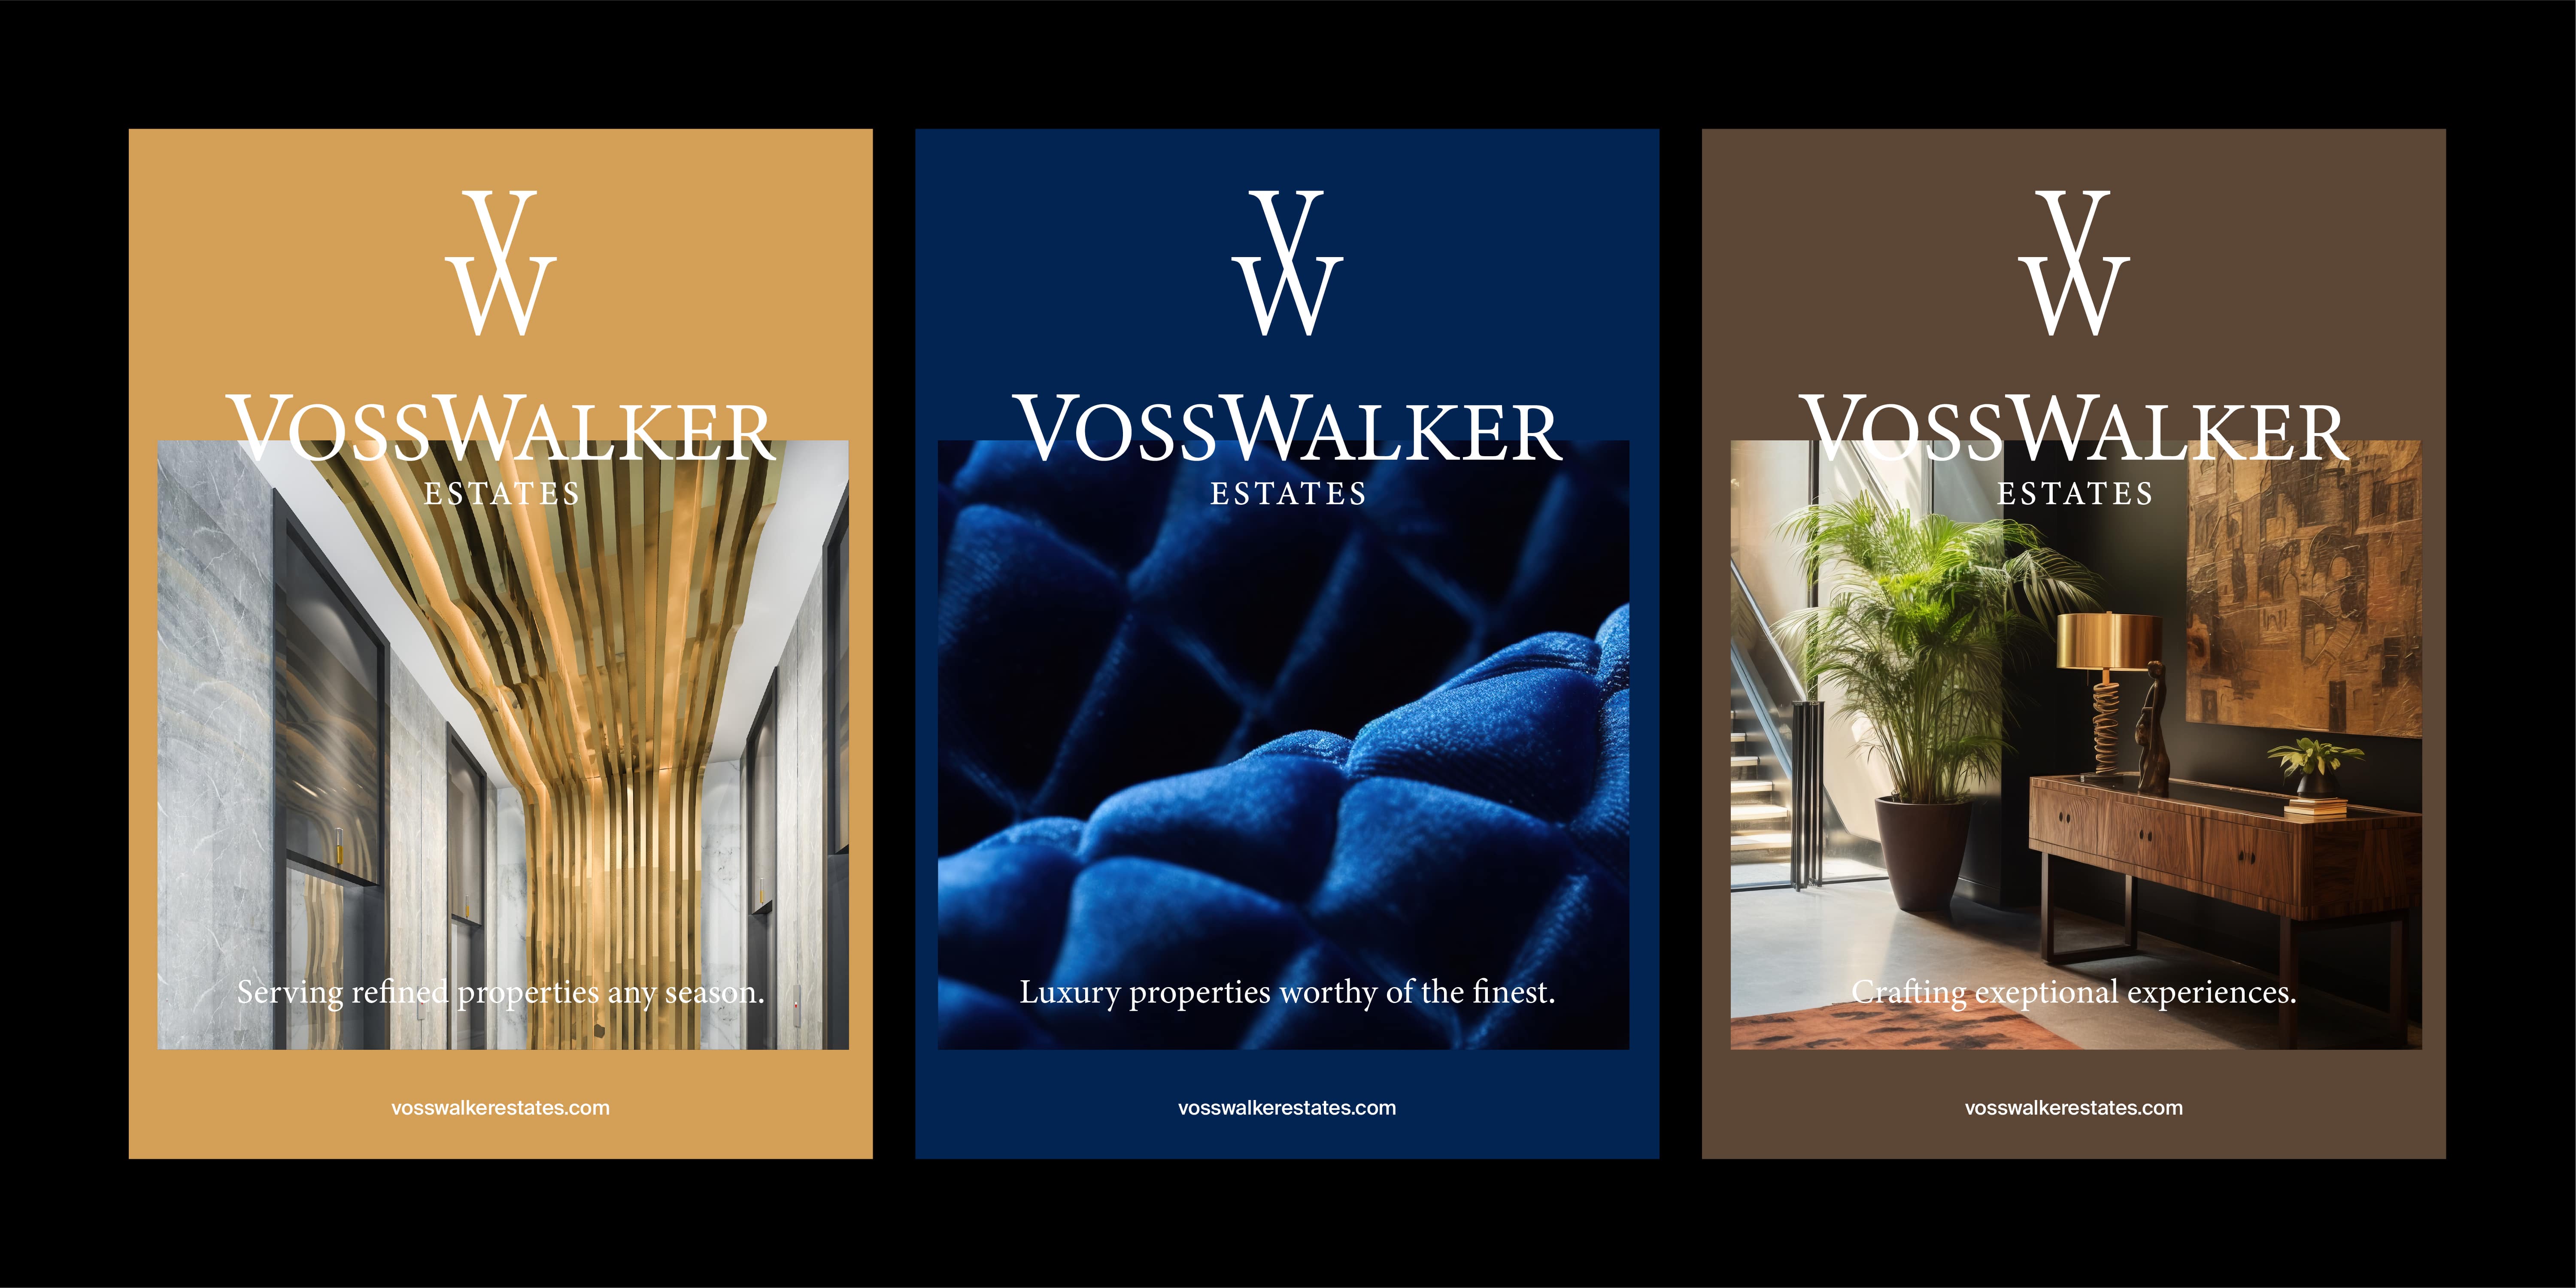 VW
VOSSWALKER
ESTATES
Serving refined properties any season.
vosswalkerestates.com
VW
VOSSWALKER
ESTATES
Luxury properties worthy of the finest.
vosswalkerestates.com
VW
VOSSWALKER
ESTATES
Crafting exeptional experiences.
vosswalkerestates.com